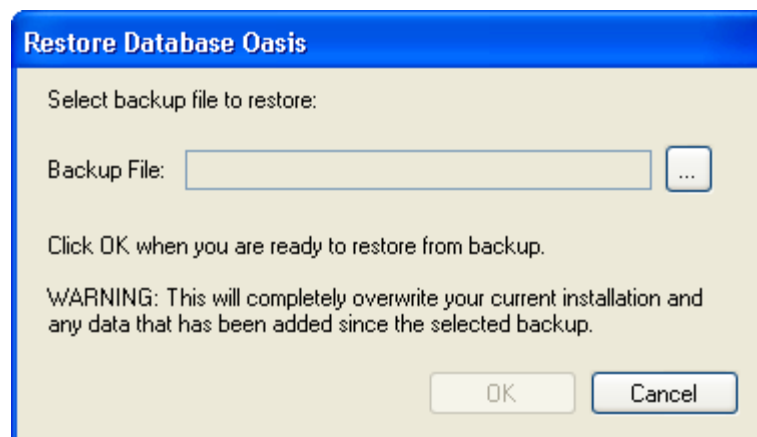 Restore Database Oasis
Select backup file to restore:
Backup File:
...
Click OK when you are ready to restore from backup.
WARNING: This will completely overwrite your current installation and
any data that has been added since the selected backup.
OK
Cancel